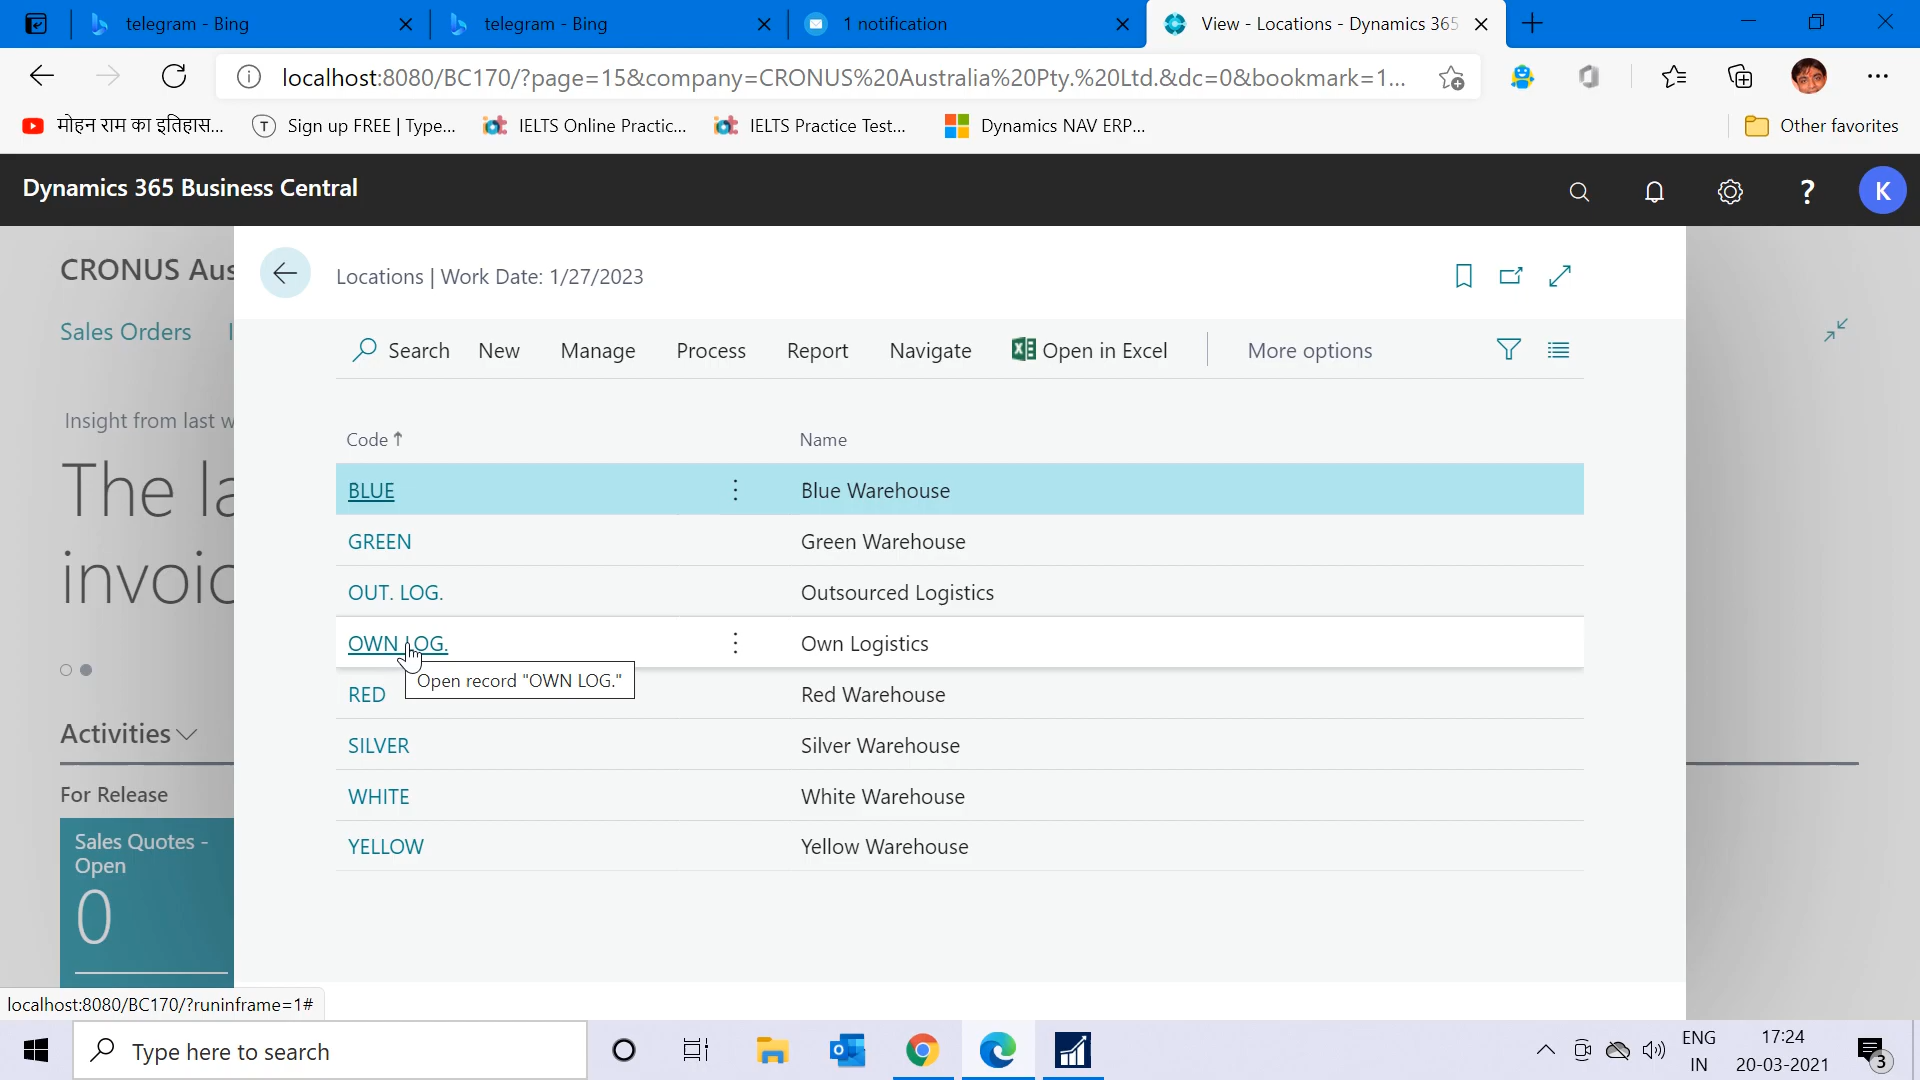 telegram - Bing
telegram - Bing
1 notification
View - Locations - Dynamics 365
localhost:8080/BC170/?page=15&company=CRONUS%20Australia%20Pty.%20Ltd.&dc=0&bookmark=1...
मोहन राम का इतिहास...
T
Sign up FREE | Type...
IELTS Online Practic...
IELTS Practice Test...
Dynamics NAV ERP...
Other favorites
Dynamics 365 Business Central
?
K
CRONUS Aus
Locations | Work Date: 1/27/2023
Sales Orders
Search
New
Manage
Process
Report
Navigate
Open in Excel
More options
Insight from last w
The la
invoic
Code ↑
Name
BLUE
Blue Warehouse
GREEN
Green Warehouse
OUT. LOG.
Outsourced Logistics
OWN LOG.
Own Logistics
Open record "OWN LOG."
RED
Red Warehouse
SILVER
Silver Warehouse
WHITE
White Warehouse
YELLOW
Yellow Warehouse
Activities
For Release
Sales Quotes -
Open
0
localhost:8080/BC170/?runinframe=1#
Type here to search
ENG
IN
17:24
20-03-2021
3